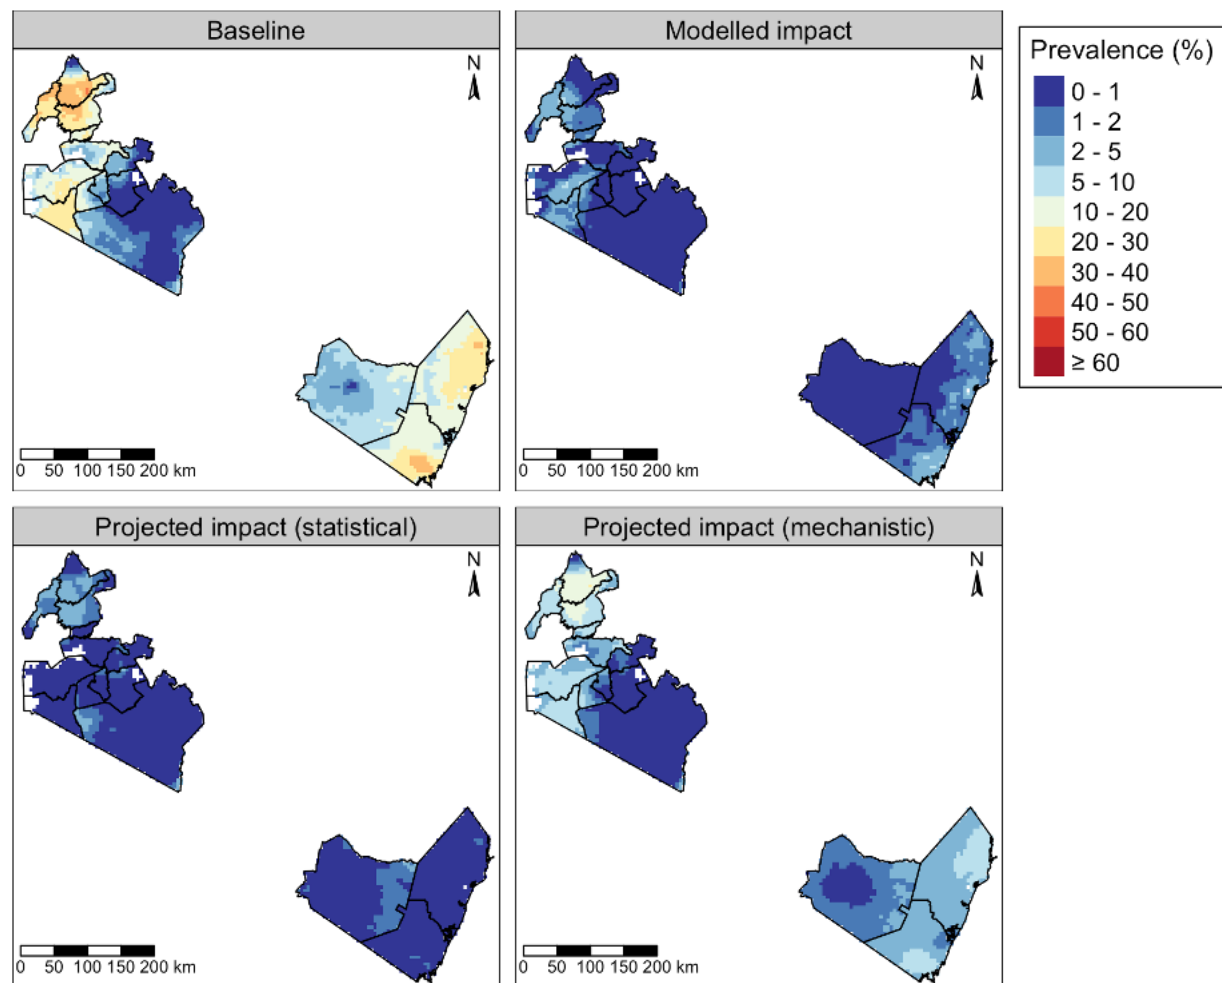 Baseline
Modelled impact
N
N
0 50 100 150 200 km
0 50 100 150 200 km
Prevalence (%)
0 - 1
1 - 2
2 - 5
5 - 10
10 - 20
20 - 30
30 - 40
40 - 50
50 - 60
≥ 60
Projected impact (statistical)
Projected impact (mechanistic)
N
N
0 50 100 150 200 km
0 50 100 150 200 km